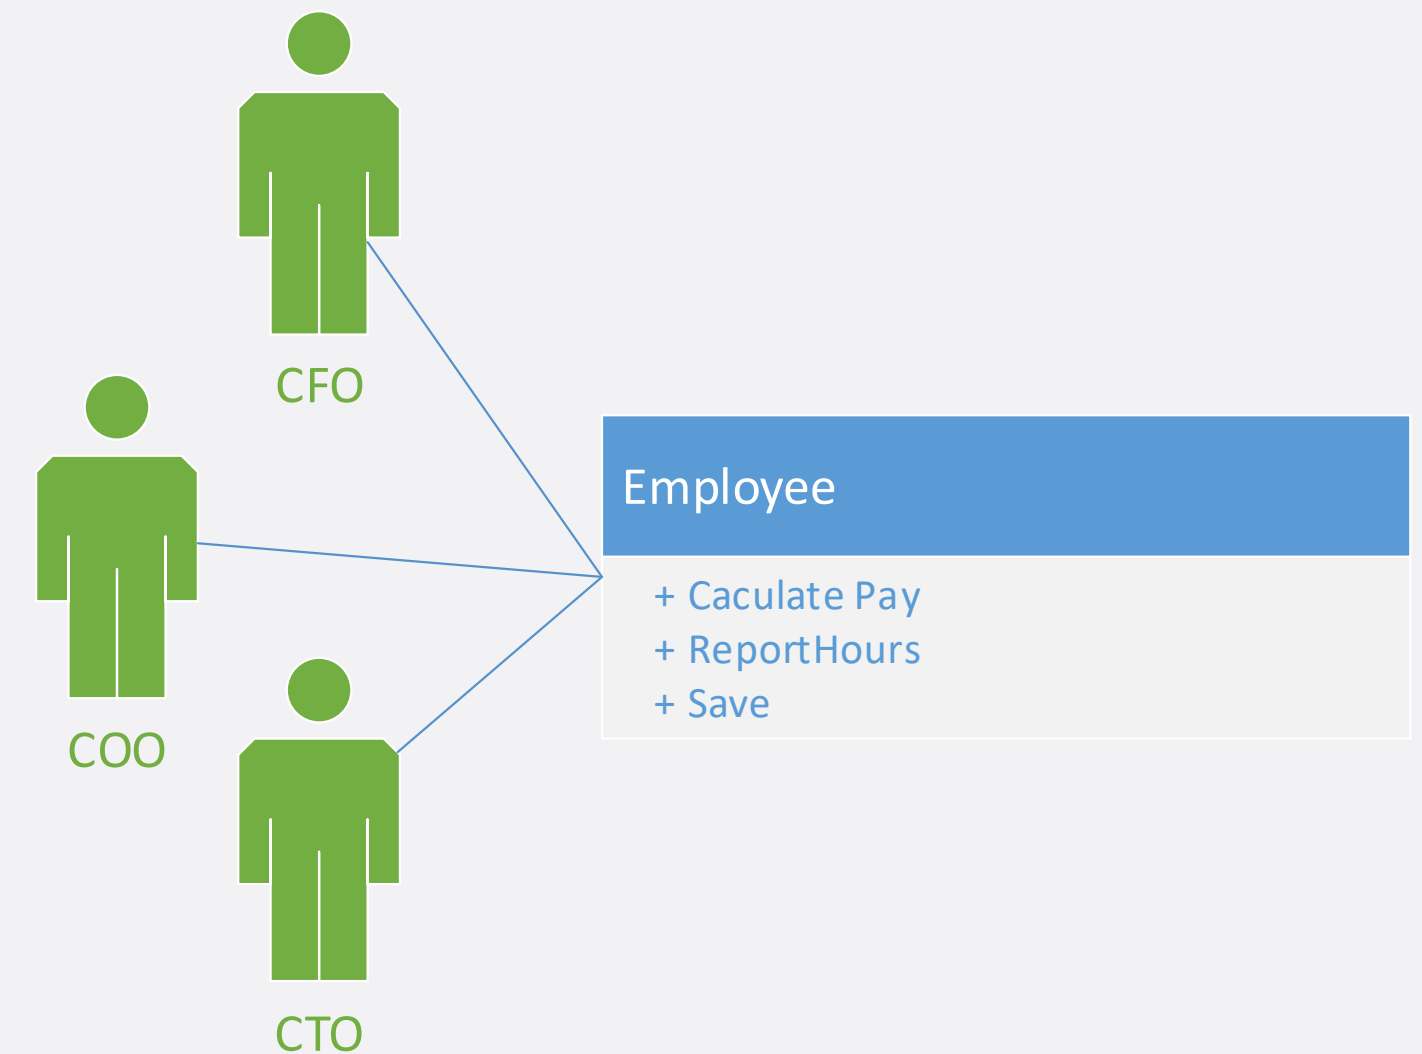 CFO
COO
CTO
Employee
+ Caculate Pay
+ ReportHours
+ Save